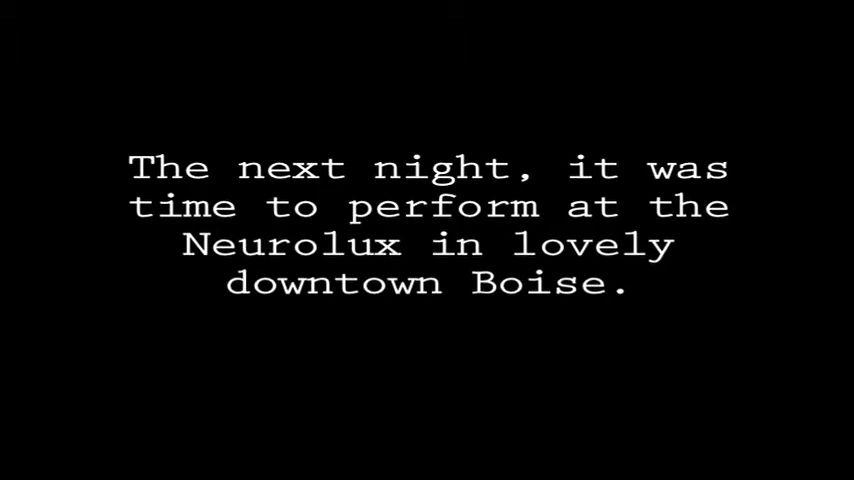 The next night, it was
time to perform at the
Neurolux in lovely
downtown Boise.